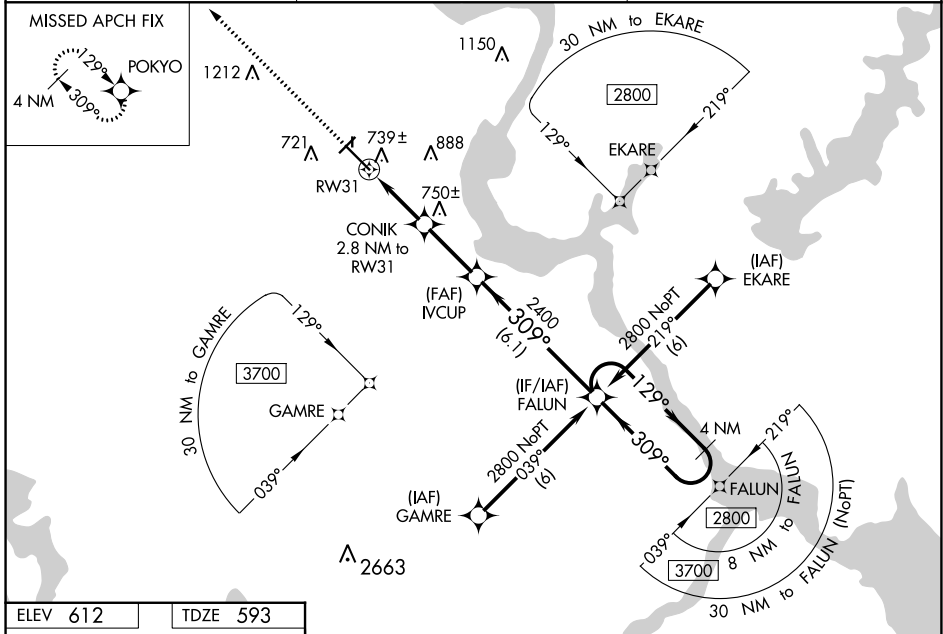 MISSED APCH FIX
129°
POKYO
4 NM
309°
1212
1150
30 NM to EKARE
2800
219°
129°
EKARE
721
739±
888
RW31
750±
CONIK
2.8 NM to
RW31
(FAF)
IVCUP
(IAF)
EKARE
2400
309°
(6.1)
2800 NoPT
219°
(6)
30 NM to GAMRE
129°
3700
GAMRE
039°
(IF/IAF)
FALUN
129°
4 NM
309°
2800 NoPT
039°
(6)
(IAF)
GAMRE
219°
FALUN
2800
039°
8 NM to FALUN
3700
30 NM to FALUN (NoPT)
2663
ELEV 612
TDZE 593